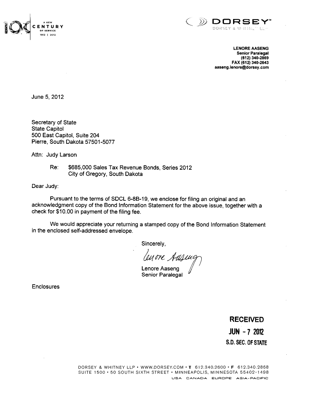 A NEW
CENTURY
OF SERVICE
DORSEY
LENORE AASENG
Senior Paralegal
(612) 340-2889
FAX (612) 340-2643
aaseng.lenore@dorsey.com
June 5, 2012
Secretary of State
State Capitol
500 East Capitol, Suite 204
Pierre, South Dakota 57501-5077
Attn: Judy Larson
Re: $685,000 Sales Tax Revenue Bonds, Series 2012
City of Gregory, South Dakota
Dear Judy:
Pursuant to the terms of SDCL 6-8B-19, we enclose for filing an original and an
acknowledgment copy of the Bond Information Statement for the above issue, together with a
check for $10.00 in payment of the filing fee.
We would appreciate your returning a stamped copy of the Bond Information Statement
in the enclosed self-addressed envelope.
Sincerely,
Lenore Aaseng
Lenore Aaseng
Senior Paralegal
Enclosures
RECEIVED
JUN - 7 2012
S.D. SEC. OF STATE
DORSEY & WHITNEY LLP • WWW.DORSEY.COM • T 612.340.2600 • F 612.340.2868
SUITE 1500 • 50 SOUTH SIXTH STREET • MINNEAPOLIS, MINNESOTA 55402-1498
USA CANADA EUROPE ASIA-PACIFIC